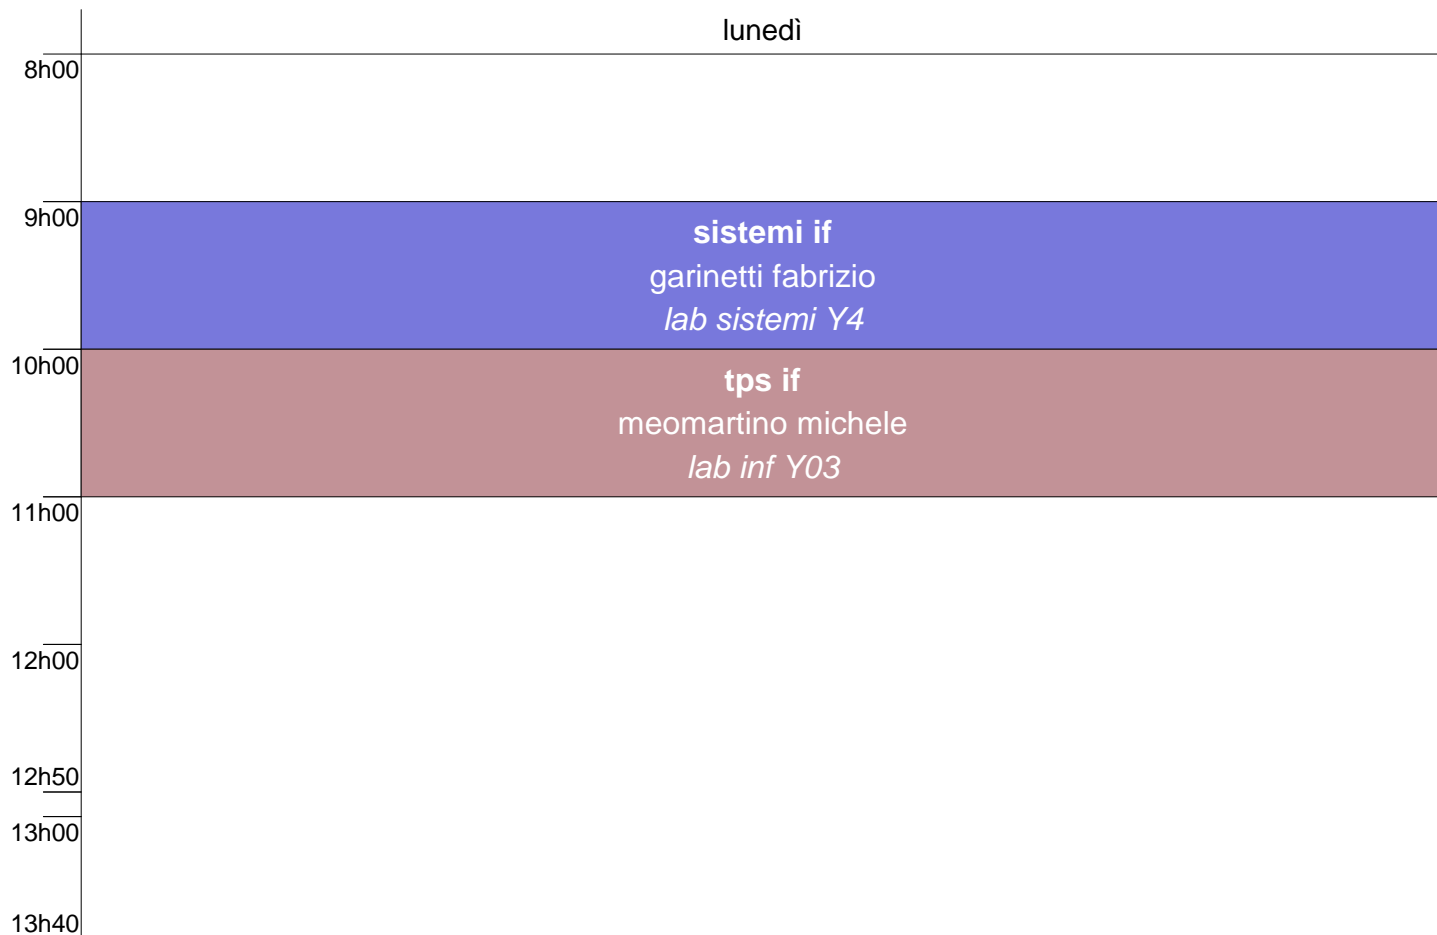 lunedì
8h00
9h00
sistemi if
garinetti fabrizio
lab sistemi Y4
10h00
tps if
meomartino michele
lab inf Y03
11h00
12h00
12h50
13h00
13h40